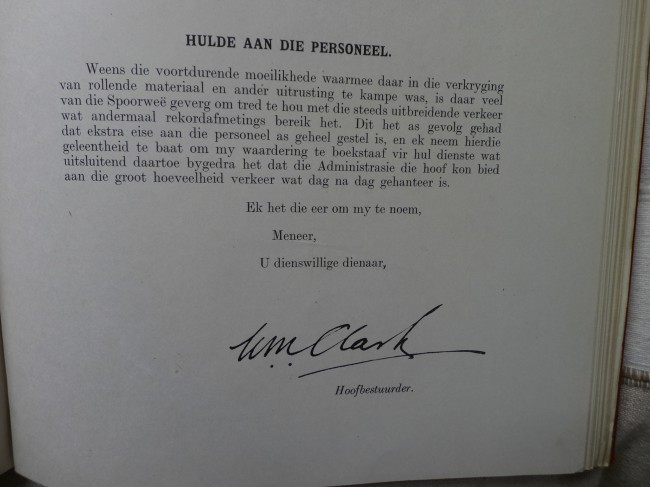 HULDE AAN DIE PERSONEEL.
Weens die voortdurende moeilikhede waarmee daar in die verkryging
van rollende materiaal en ander uitrusting te kampe was, is daar veel
van die Spoorweë geverg om tred te hou met die steeds uitbreidende verkeer
wat andermaal rekordafmetings bereik het. Dit het as gevolg gehad
dat ekstra eise aan die personeel as geheel gestel is, en ek neem hierdie
geleentheid te baat om my waardering te boekstaaf vir hul dienste wat
uitsluitend daartoe bygedra het dat die Administrasie die hoof kon bied
aan die groot hoeveelheid verkeer wat dag na dag gehanteer is.
Ek het die eer om my te noem,
Meneer,
U dienswillige dienaar,
Wm Clark
Hoofbestuurder.